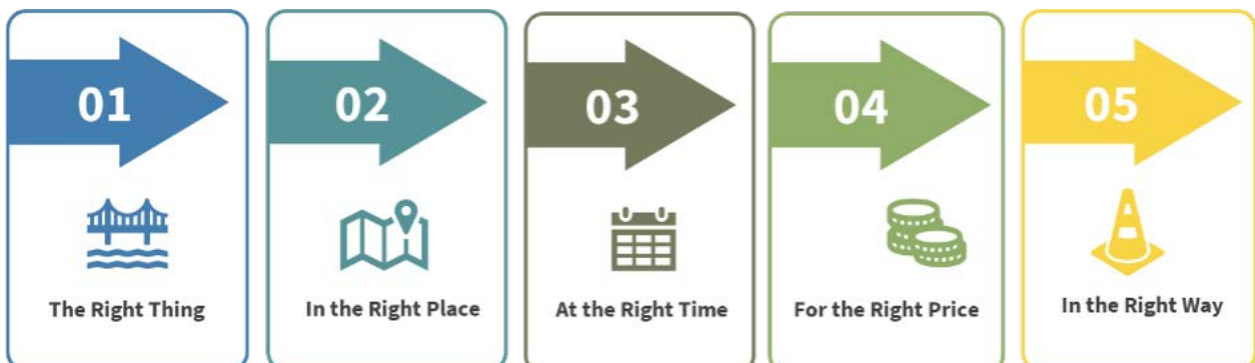 01
The Right Thing
02
In the Right Place
03
At the Right Time
04
For the Right Price
05
In the Right Way